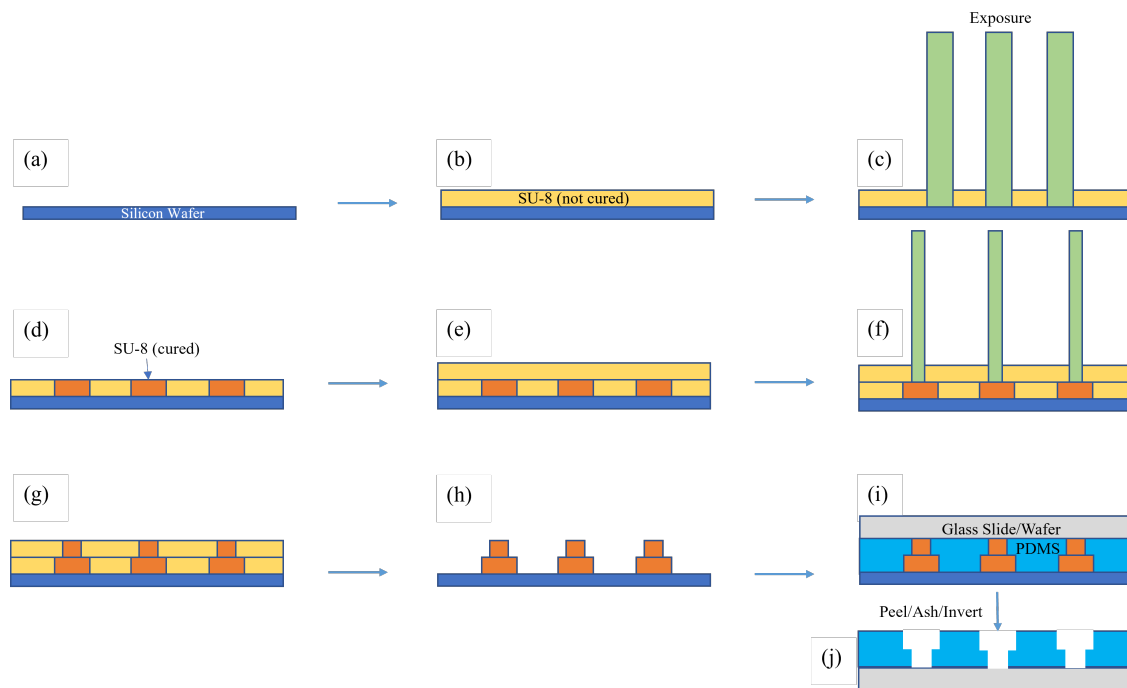 Exposure
(a)
(b)
(c)
Silicon Wafer
SU-8 (not cured)
(d)
(e)
(f)
SU-8 (cured)
(g)
(h)
(i)
Glass Slide/Wafer
PDMS
Peel/Ash/Invert
(j)